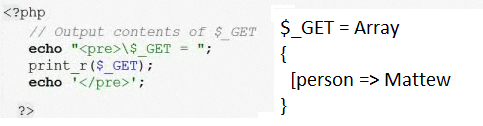 <?php
// Output contents of $_GET
echo "<pre>\$_GET = ";
print_r($_GET);
echo '</pre>';
?>
$_GET = Array
{
[person => Mattew
}